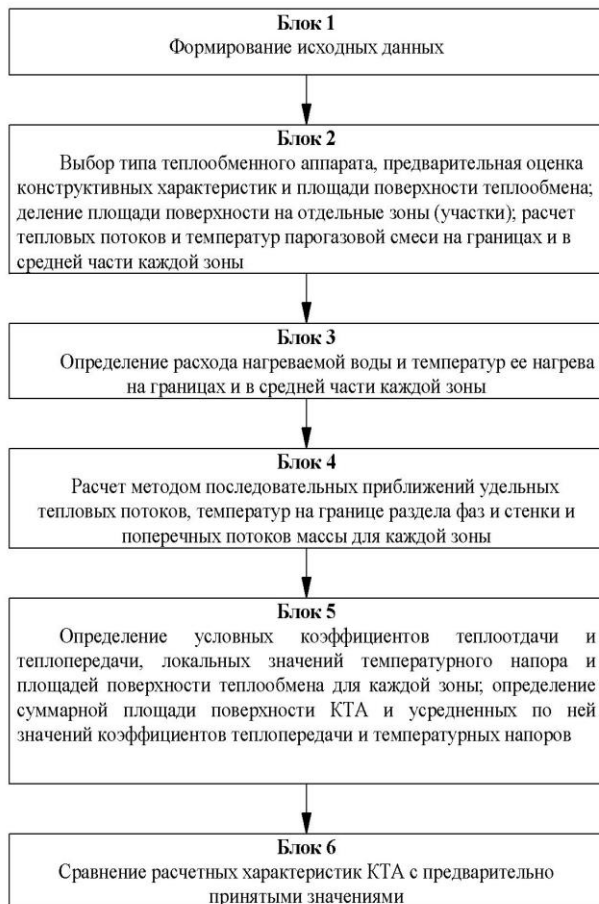 Блок 1
Формирование исходных данных
Блок 2
Выбор типа теплообменного аппарата, предварительная оценка
конструктивных характеристик и площади поверхности теплообмена;
деление площади поверхности на отдельные зоны (участки); расчет
тепловых потоков и температур парогазовой смеси на границах и в
средней части каждой зоны
Блок 3
Определение расхода нагреваемой воды и температур ее нагрева
на границах и в средней части каждой зоны
Блок 4
Расчет методом последовательных приближений удельных
тепловых потоков, температур на границе раздела фаз и стенки и
поперечных потоков массы для каждой зоны
Блок 5
Определение условных коэффициентов теплоотдачи и
теплопередачи, локальных значений температурного напора и
площадей поверхности теплообмена для каждой зоны; определение
суммарной площади поверхности КТА и усредненных по ней
значений коэффициентов теплопередачи и температурных напоров
Блок 6
Сравнение расчетных характеристик КТА с предварительно
принятыми значениями